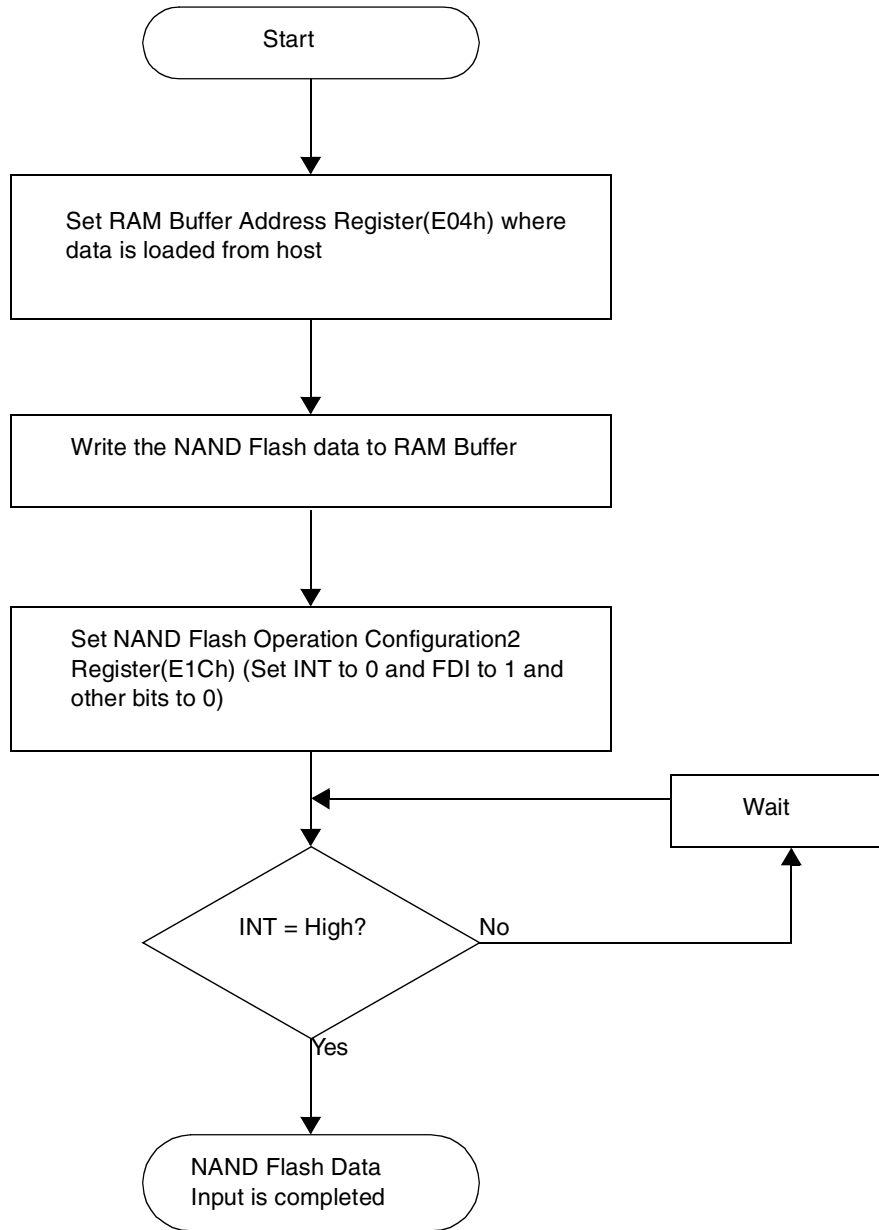 Start
Set RAM Buffer Address Register(E04h) where
data is loaded from host
Write the NAND Flash data to RAM Buffer
Set NAND Flash Operation Configuration2
Register(E1Ch) (Set INT to 0 and FDI to 1 and
other bits to 0)
Wait
INT = High?
No
Yes
NAND Flash Data
Input is completed